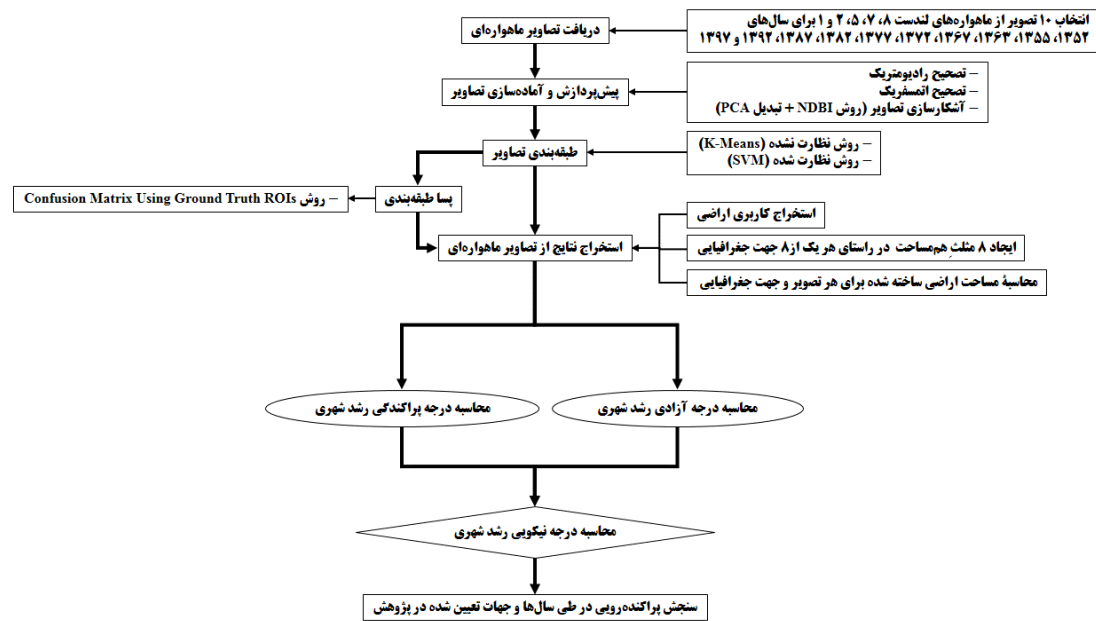 انتخاب ۱۰ تصویر از ماهواره‌های لندست ۸، ۷، ۵، ۲ و ۱ برای سال‌های
۱۳۵۲، ۱۳۵۵، ۱۳۶۳، ۱۳۶۷، ۱۳۷۲، ۱۳۷۷، ۱۳۸۲، ۱۳۸۷، ۱۳۹۲ و ۱۳۹۷
دریافت تصاویر ماهواره‌ای
– تصحیح رادیومتریک
– تصحیح اتمسفریک
– آشکارسازی تصاویر (روش NDBI + تبدیل PCA)
پیش‌پردازش و آماده‌سازی تصاویر
– روش نظارت نشده (K-Means)
– روش نظارت شده (SVM)
طبقه‌بندی تصاویر
پسا طبقه‌بندی
– روش Confusion Matrix Using Ground Truth ROIs
استخراج کاربری اراضی
ایجاد ۸ مثلثِ هم‌مساحت در راستای هر یک از ۸ جهت جغرافیایی
محاسبهٔ مساحت اراضی ساخته شده برای هر تصویر و جهت جغرافیایی
استخراج نتایج از تصاویر ماهواره‌ای
محاسبه درجه آزادی رشد شهری
محاسبه درجه پراکندگی رشد شهری
محاسبه درجه نیکویی رشد شهری
سنجش پراکنده‌رویی در طی سال‌ها و جهات تعیین شده در پژوهش